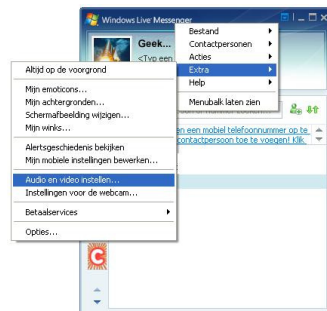 Windows Live Messenger
Geek...
<Typ een
Bestand
Contactpersonen
Acties
Extra
Help
Menubalk laten zien
Altijd op de voorgrond
Mijn emoticons...
Mijn achtergronden...
Schermafbeelding wijzigen...
Mijn winks...
Alertsgeschiedenis bekijken
Mijn mobiele instellingen bewerken...
Audio en video instellen...
Instellingen voor de webcam...
Betaalservices
Opties...
en een mobiel telefoonnummer op te
contactpersoon toe te voegen! Klik